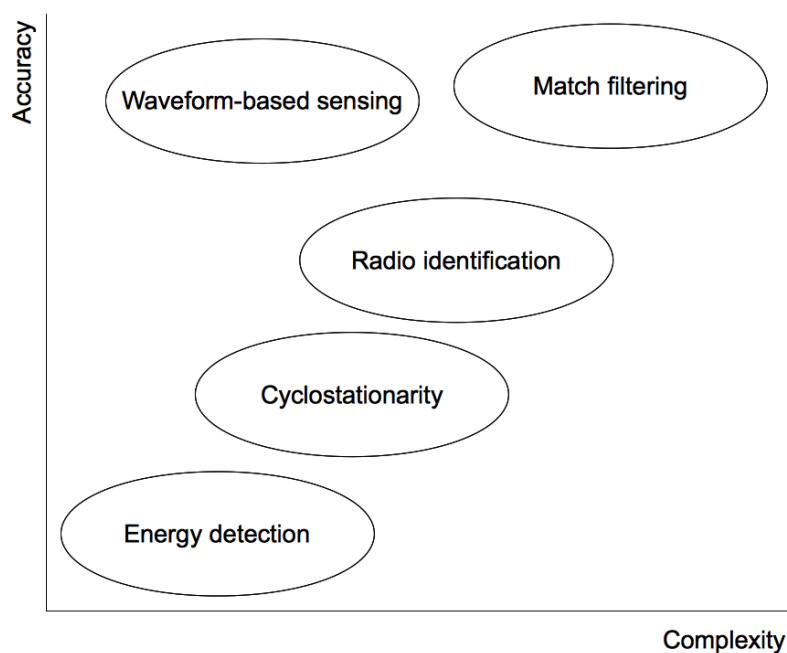 Accuracy
Waveform-based sensing
Match filtering
Radio identification
Cyclostationarity
Energy detection
Complexity